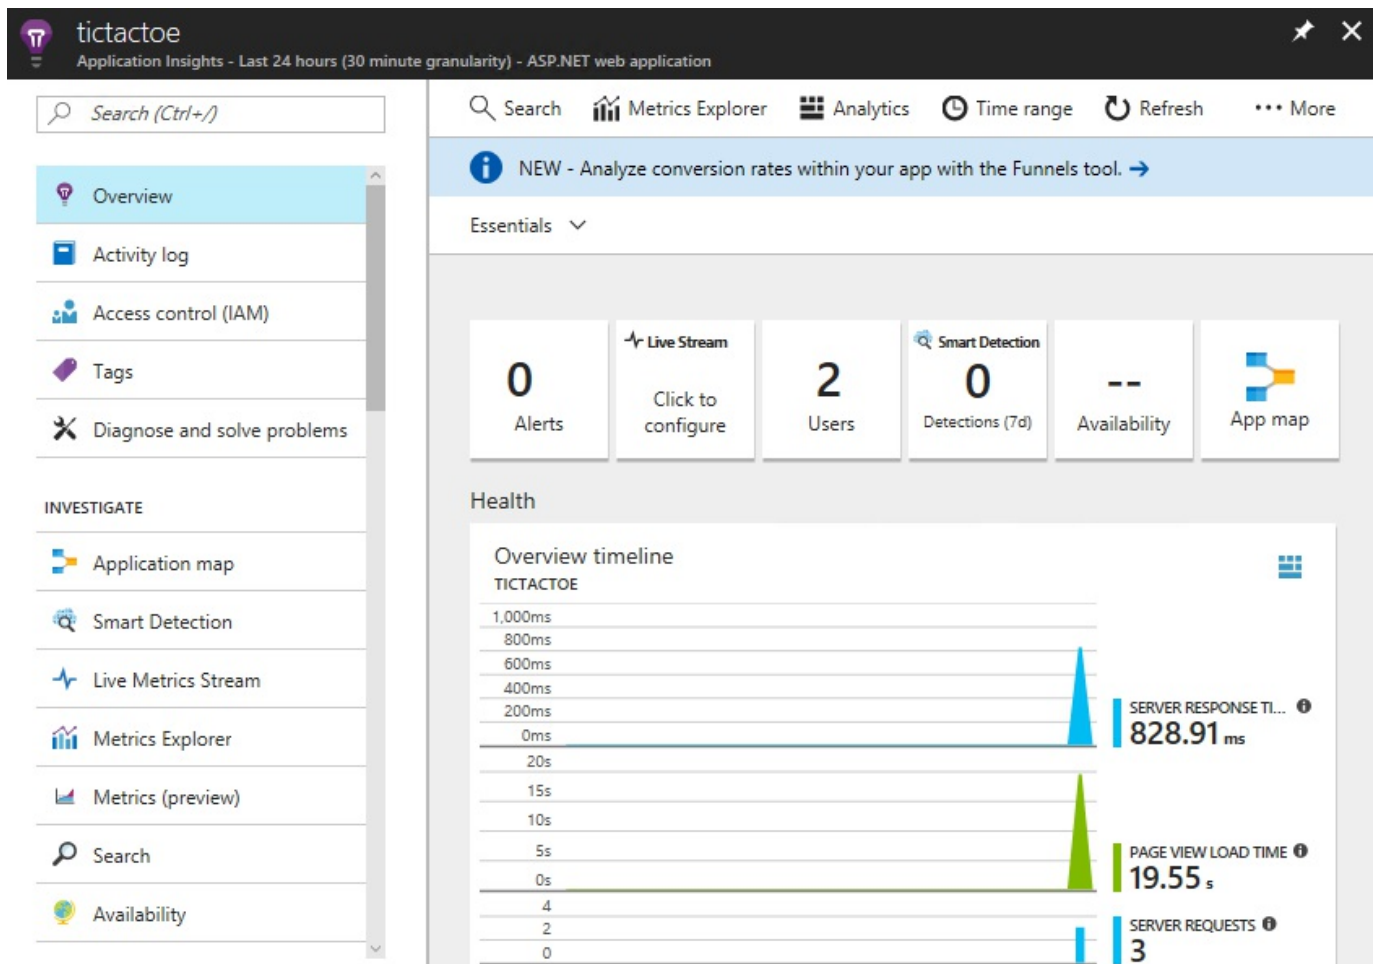 tictactoe
Application Insights - Last 24 hours (30 minute granularity) - ASP.NET web application
Search (Ctrl+/)
Overview
Activity log
Access control (IAM)
Tags
Diagnose and solve problems
INVESTIGATE
Application map
Smart Detection
Live Metrics Stream
Metrics Explorer
Metrics (preview)
Search
Availability
Search Metrics Explorer Analytics Time range Refresh ••• More
NEW - Analyze conversion rates within your app with the Funnels tool. →
Essentials
0
Alerts
Live Stream
Click to
configure
2
Users
Smart Detection
0
Detections (7d)
--
Availability
App map
Health
Overview timeline
TICTACTOE
1,000ms
800ms
600ms
400ms
200ms
0ms
SERVER RESPONSE TI...
828.91 ms
20s
15s
10s
5s
0s
PAGE VIEW LOAD TIME
19.55 s
4
2
0
SERVER REQUESTS
3